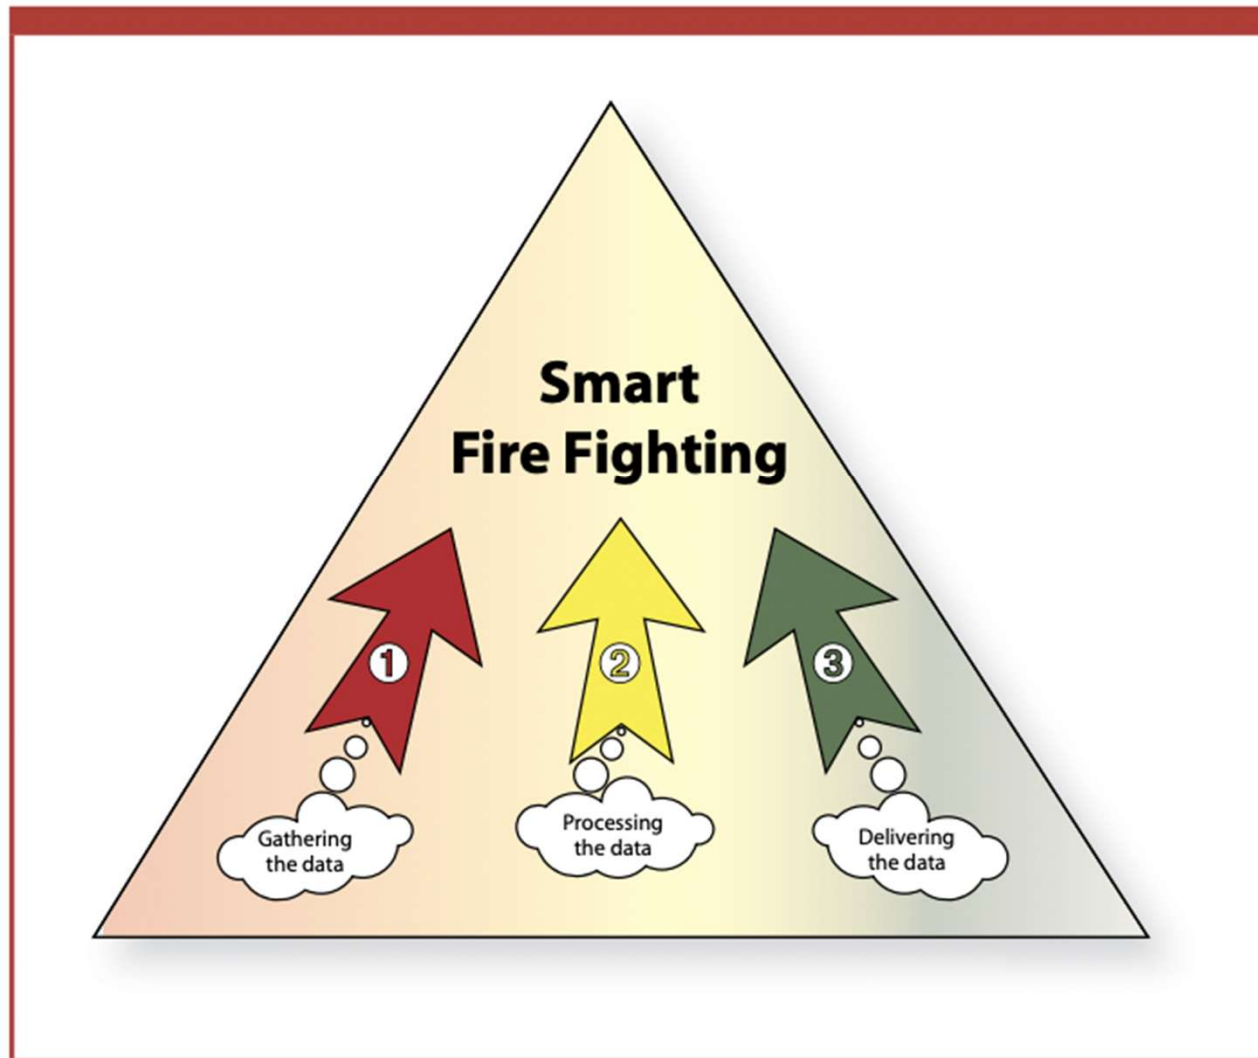 Smart
Fire Fighting
1
2
3
Gathering
the data
Processing
the data
Delivering
the data